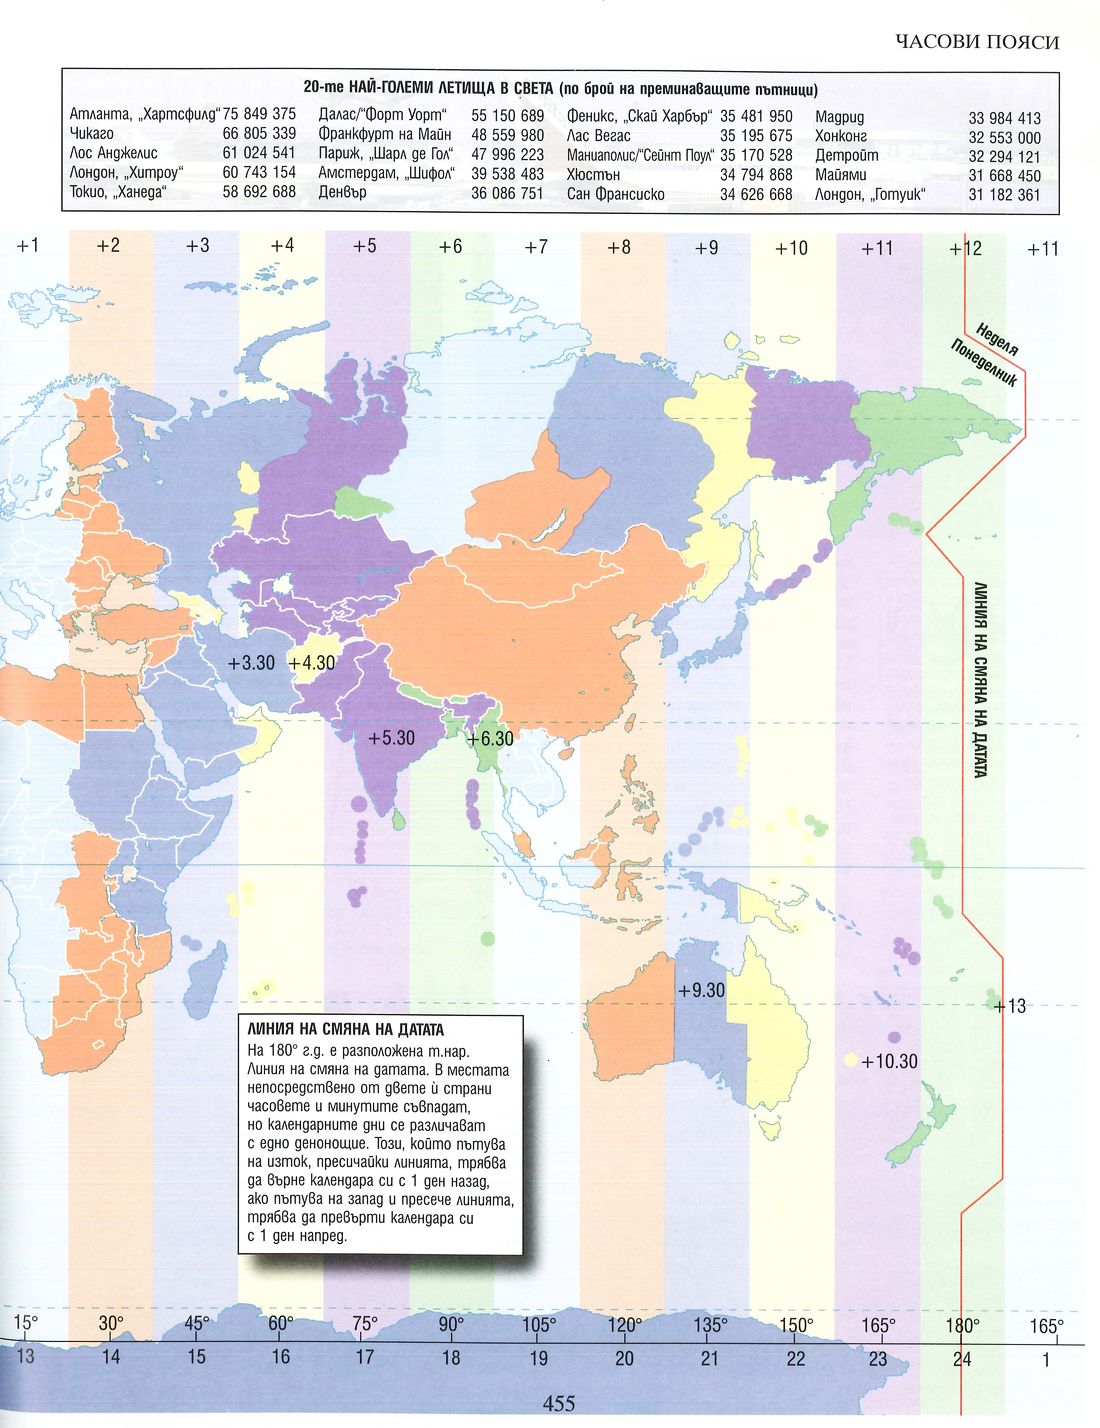 ЧАСОВИ ПОЯСИ
20-те НАЙ-ГОЛЕМИ ЛЕТИЩА В СВЕТА (по брой на преминаващите пътници)
Атланта, „Хартсфилд“ 75 849 375
Чикаго 66 805 339
Лос Анджелис 61 024 541
Лондон, „Хитроу“ 60 743 154
Токио, „Ханеда“ 58 692 688
Далас/“Форт Уорт“ 55 150 689
Франкфурт на Майн 48 559 980
Париж, „Шарл де Гол“ 47 996 223
Амстердам, „Шифол“ 39 538 483
Денвър 36 086 751
Феникс, „Скай Харбър“ 35 481 950
Лас Вегас 35 195 675
Маниаполис/“Сейнт Поул“ 35 170 528
Хюстън 34 794 868
Сан Франсиско 34 626 668
Мадрид 33 984 413
Хонконг 32 553 000
Детройт 32 294 121
Майями 31 668 450
Лондон, „Готуик“ 31 182 361
+1 +2 +3 +4 +5 +6 +7 +8 +9 +10 +11 +12 +11
Неделя
Понеделник
ЛИНИЯ НА СМЯНА НА ДАТАТА
+3.30 +4.30
+5.30 +6.30
+9.30
+13
+10.30
ЛИНИЯ НА СМЯНА НА ДАТАТА
На 180° г.д. е разположена т.нар.
Линия на смяна на датата. В местата
непосредствено от двете ѝ страни
часовете и минутите съвпадат,
но календарните дни се различават
с едно денонощие. Този, който пътува
на изток, пресичайки линията, трябва
да върне календара си с 1 ден назад,
ако пътува на запад и пресече линията,
трябва да превърти календара си
с 1 ден напред.
15° 30° 45° 60° 75° 90° 105° 120° 135° 150° 165° 180° 165°
13 14 15 16 17 18 19 20 21 22 23 24 1
455